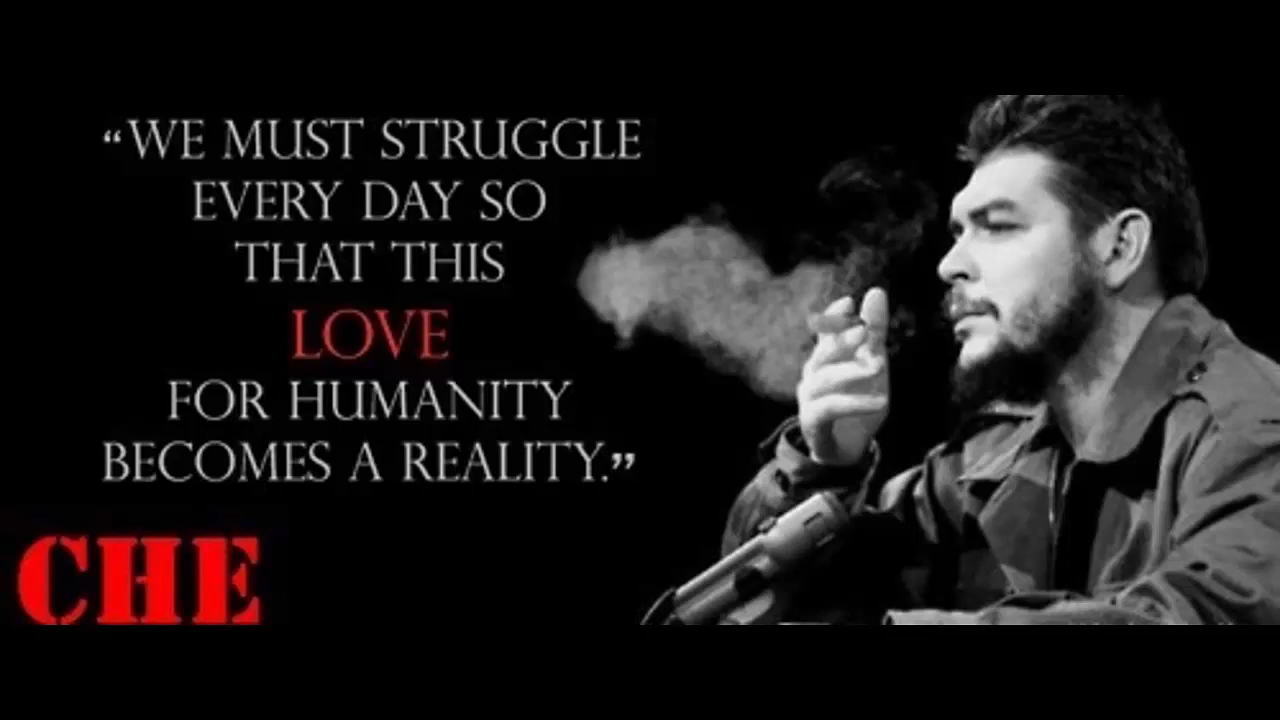 “WE MUST STRUGGLE
EVERY DAY SO
THAT THIS
LOVE
FOR HUMANITY
BECOMES A REALITY.”
CHE